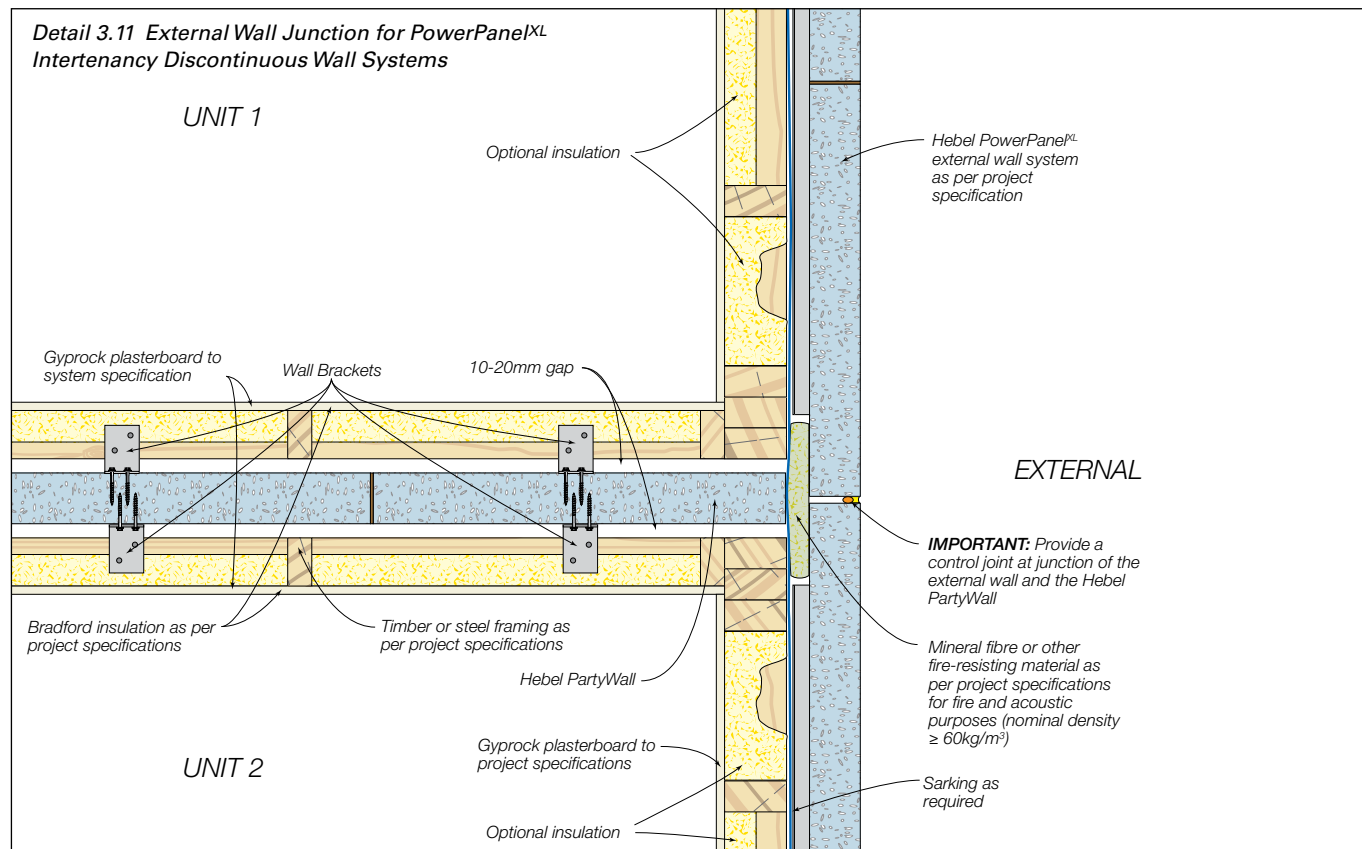 Detail 3.11 External Wall Junction for PowerPanelXL
Intertenancy Discontinuous Wall Systems
UNIT 1
Optional insulation
Hebel PowerPanelXL
external wall system
as per project
specification
Gyprock plasterboard to
system specification
Wall Brackets
10-20mm gap
EXTERNAL
IMPORTANT: Provide a
control joint at junction of the
external wall and the Hebel
PartyWall
Bradford insulation as per
project specifications
Timber or steel framing as
per project specifications
Hebel PartyWall
Mineral fibre or other
fire-resisting material as
per project specifications
for fire and acoustic
purposes (nominal density
≥ 60kg/m³)
Gyprock plasterboard to
project specifications
UNIT 2
Sarking as
required
Optional insulation